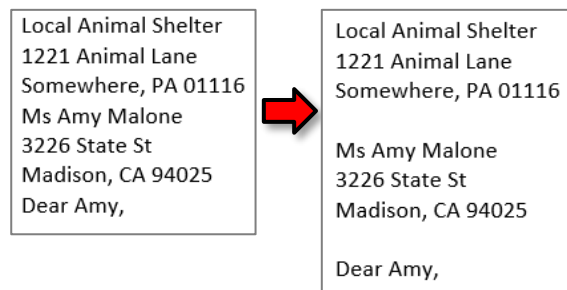 Local Animal Shelter
1221 Animal Lane
Somewhere, PA 01116
Ms Amy Malone
3226 State St
Madison, CA 94025
Dear Amy,
Local Animal Shelter
1221 Animal Lane
Somewhere, PA 01116
Ms Amy Malone
3226 State St
Madison, CA 94025
Dear Amy,